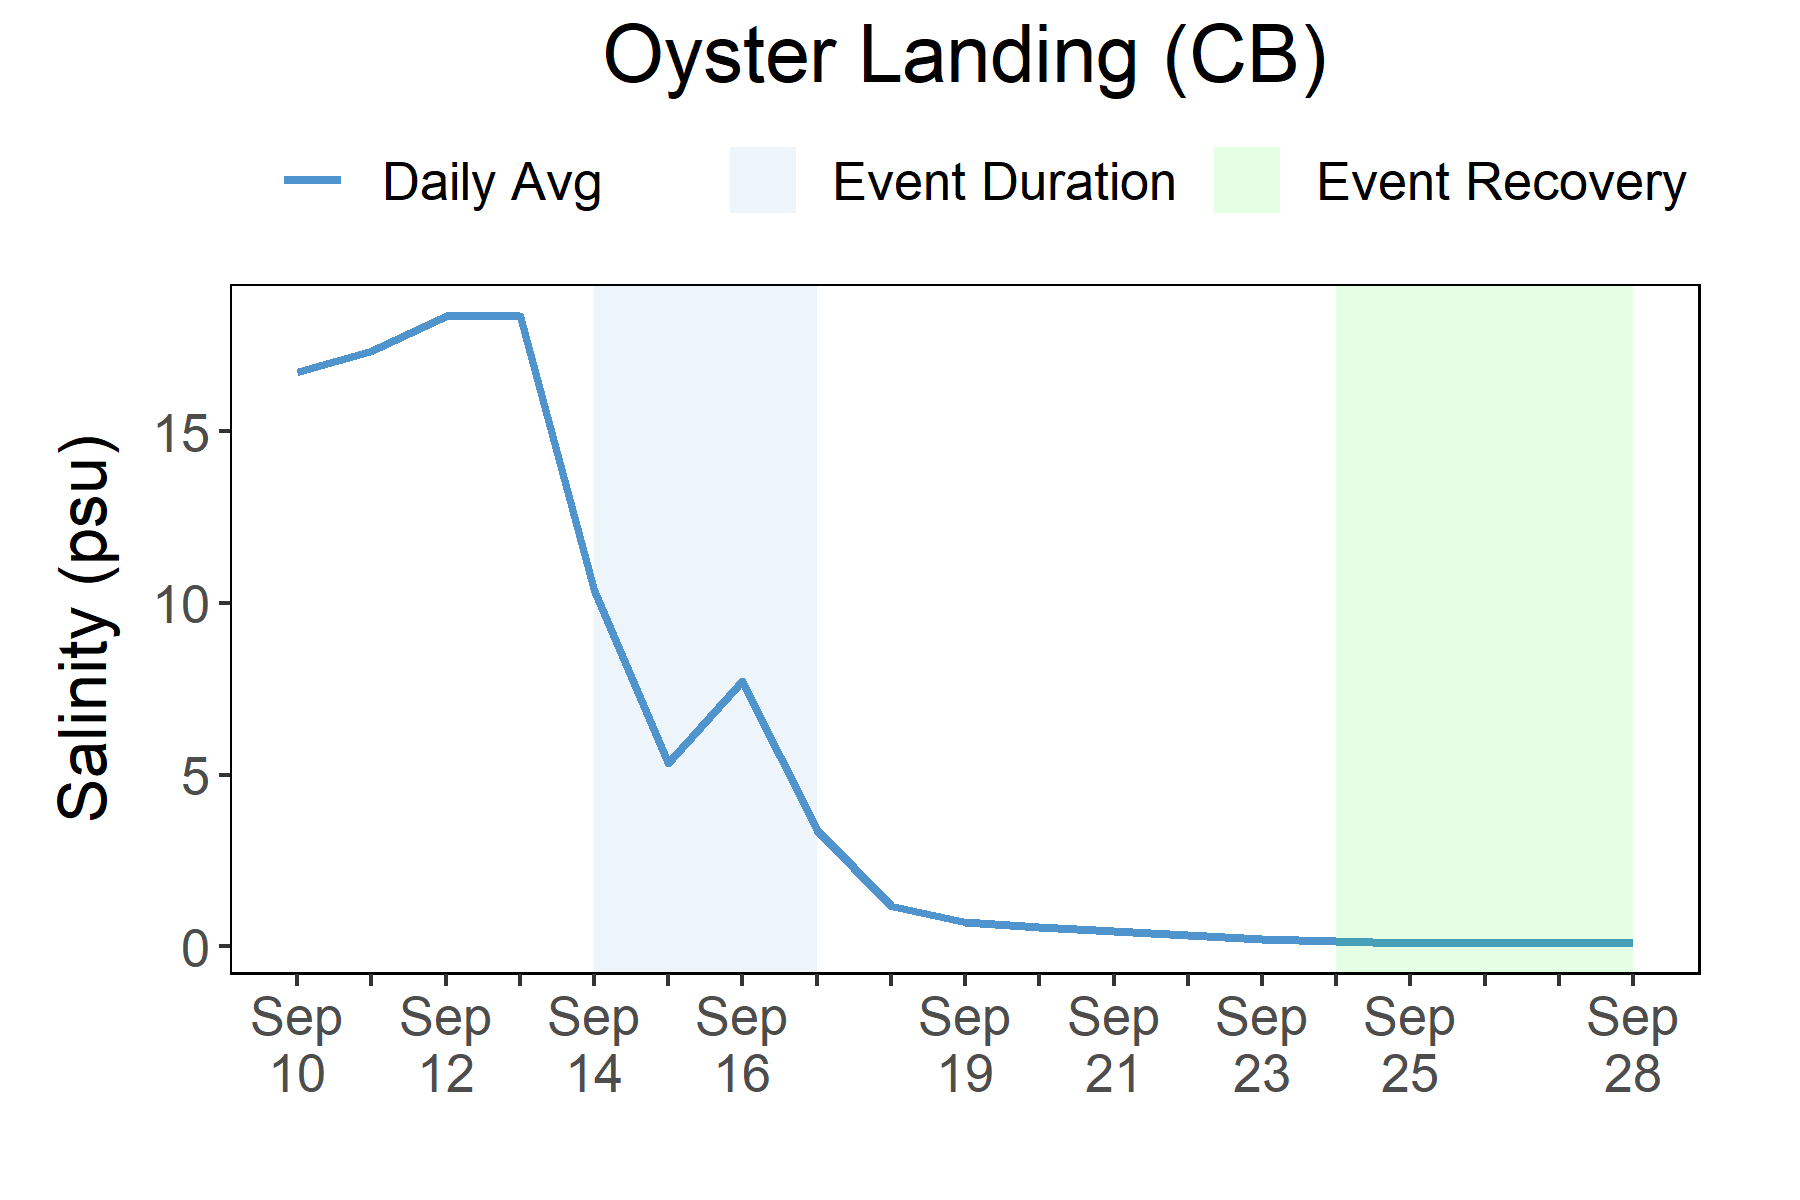 Oyster Landing (CB)
Daily Avg Event Duration Event Recovery
Salinity (psu)
15
10
5
0
Sep Sep Sep Sep Sep Sep Sep Sep Sep
10 12 14 16 19 21 23 25 28